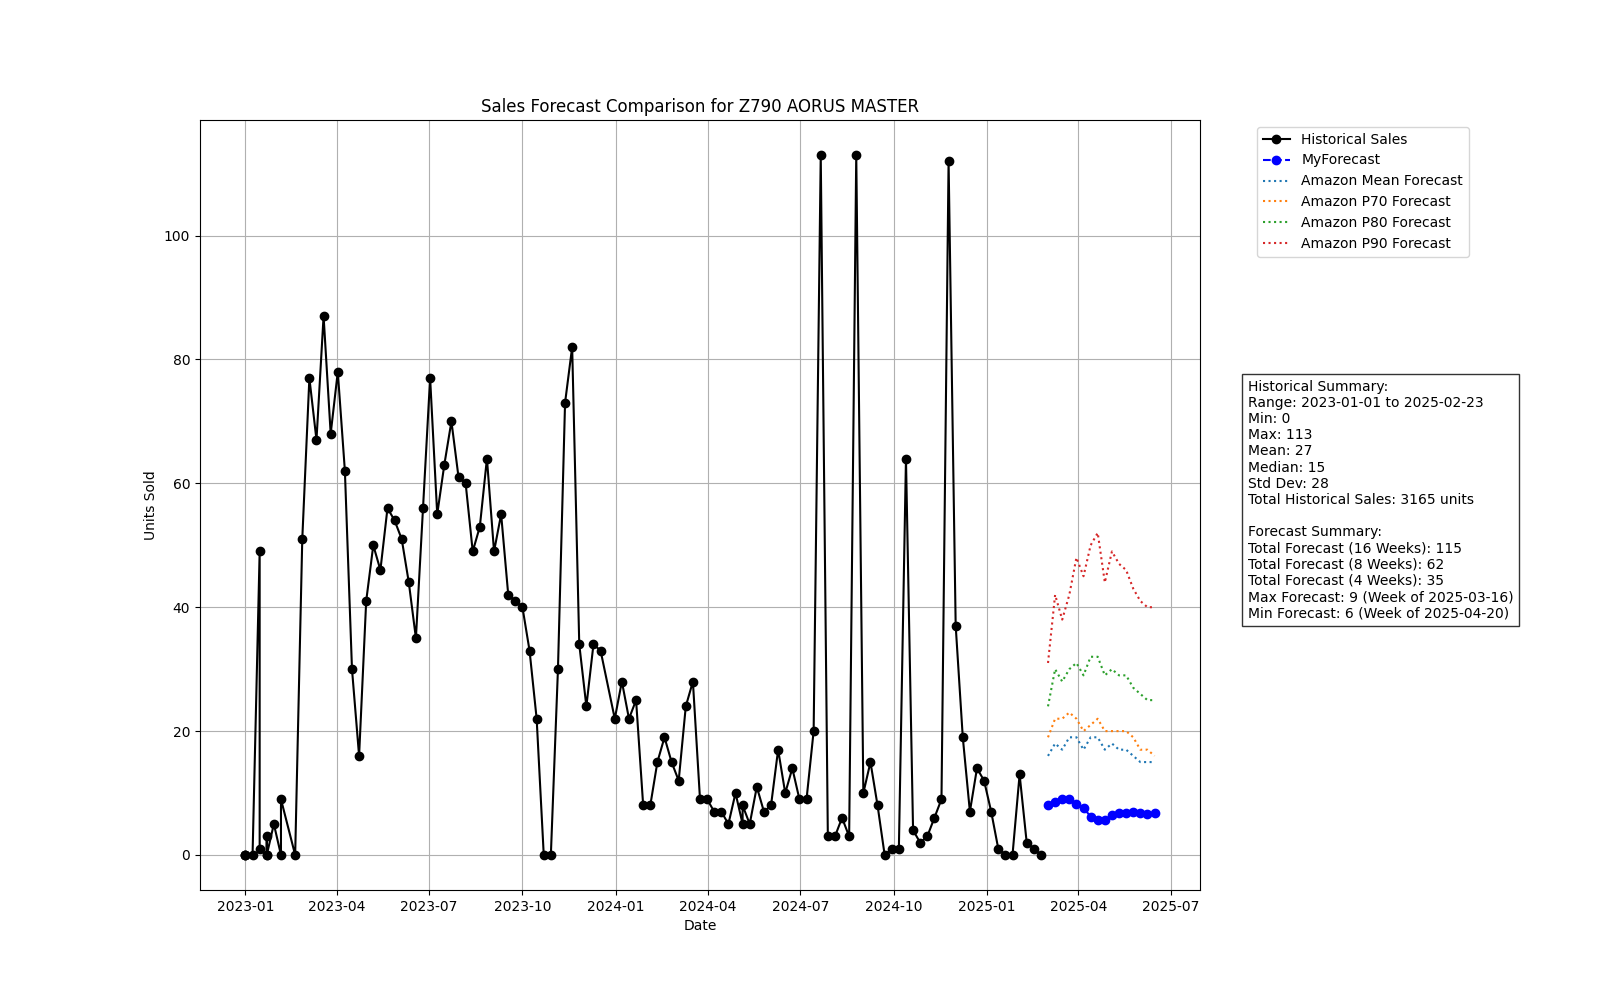 Sales Forecast Comparison for Z790 AORUS MASTER
Historical Sales
MyForecast
Amazon Mean Forecast
Amazon P70 Forecast
Amazon P80 Forecast
Amazon P90 Forecast
100
80
60
40
20
0
Units Sold
Historical Summary:
Range: 2023-01-01 to 2025-02-23
Min: 0
Max: 113
Mean: 27
Median: 15
Std Dev: 28
Total Historical Sales: 3165 units
Forecast Summary:
Total Forecast (16 Weeks): 115
Total Forecast (8 Weeks): 62
Total Forecast (4 Weeks): 35
Max Forecast: 9 (Week of 2025-03-16)
Min Forecast: 6 (Week of 2025-04-20)
2023-01 2023-04 2023-07 2023-10 2024-01 2024-04 2024-07 2024-10 2025-01 2025-04 2025-07
Date